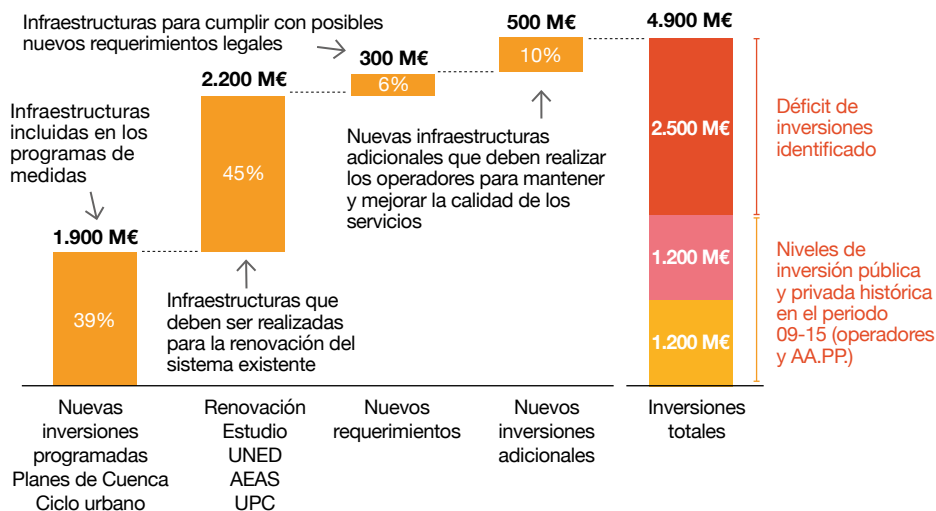 Infraestructuras para cumplir con posibles
nuevos requerimientos legales
500 M€
4.900 M€
300 M€
10%
6%
2.200 M€
Infraestructuras
incluidas en los
programas de
medidas
45%
Nuevas infraestructuras
adicionales que deben realizar
los operadores para mantener
y mejorar la calidad de los
servicios
2.500 M€
Déficit de
inversiones
identificado
1.900 M€
39%
Infraestructuras que
deben ser realizadas
para la renovación del
sistema existente
1.200 M€
1.200 M€
Niveles de
inversión pública
y privada histórica
en el periodo
09-15 (operadores
y AA.PP.)
Nuevas
inversiones
programadas
Planes de Cuenca
Ciclo urbano
Renovación
Estudio
UNED
AEAS
UPC
Nuevos
requerimientos
Nuevos
inversiones
adicionales
Inversiones
totales